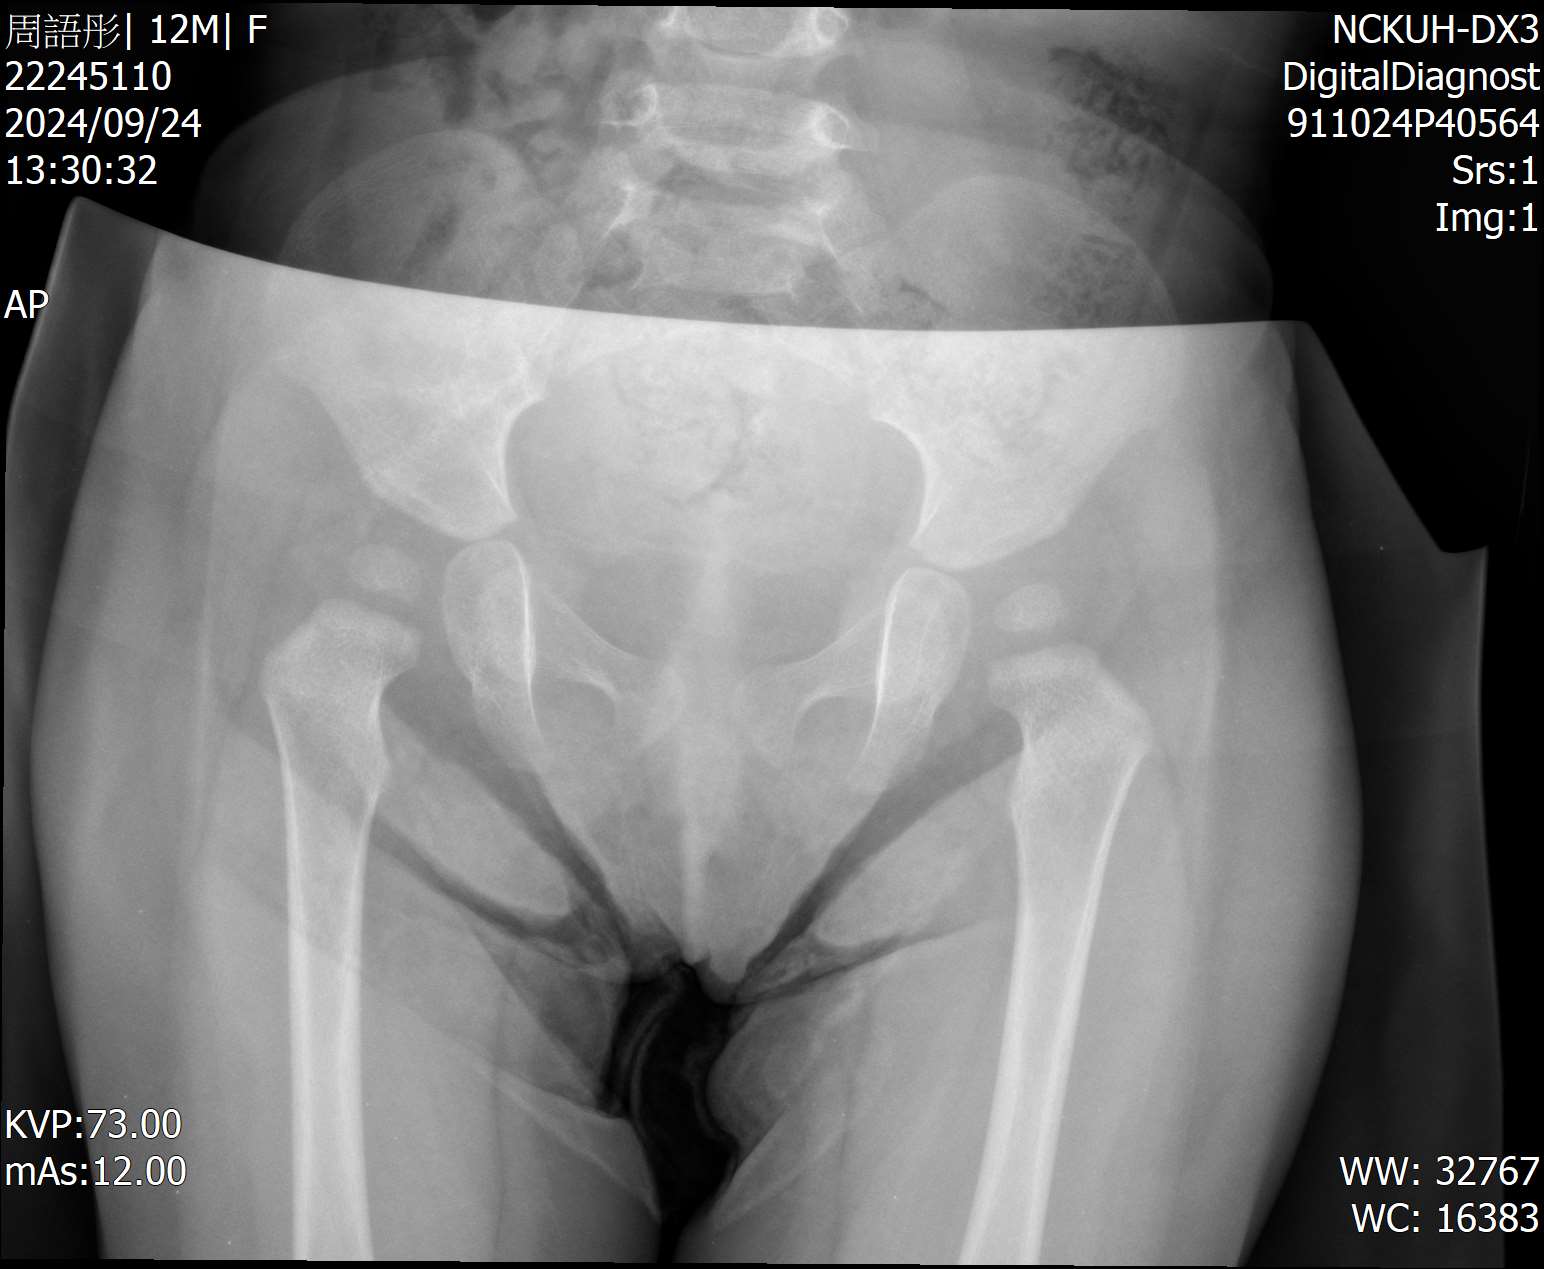 周語彤| 12M| F
22245110
2024/09/24
13:30:32
AP
NCKUH-DX3
DigitalDiagnost
911024P40564
Srs:1
Img:1
KVP:73.00
mAs:12.00
WW: 32767
WC: 16383